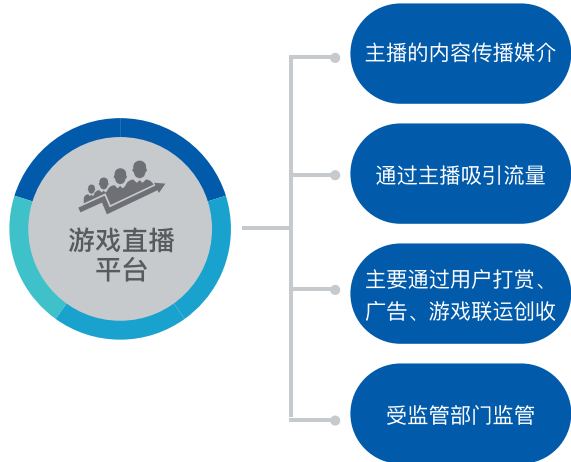 游戏直播
平台
主播的内容传播媒介
通过主播吸引流量
主要通过用户打赏、
广告、游戏联运创收
受监管部门监管